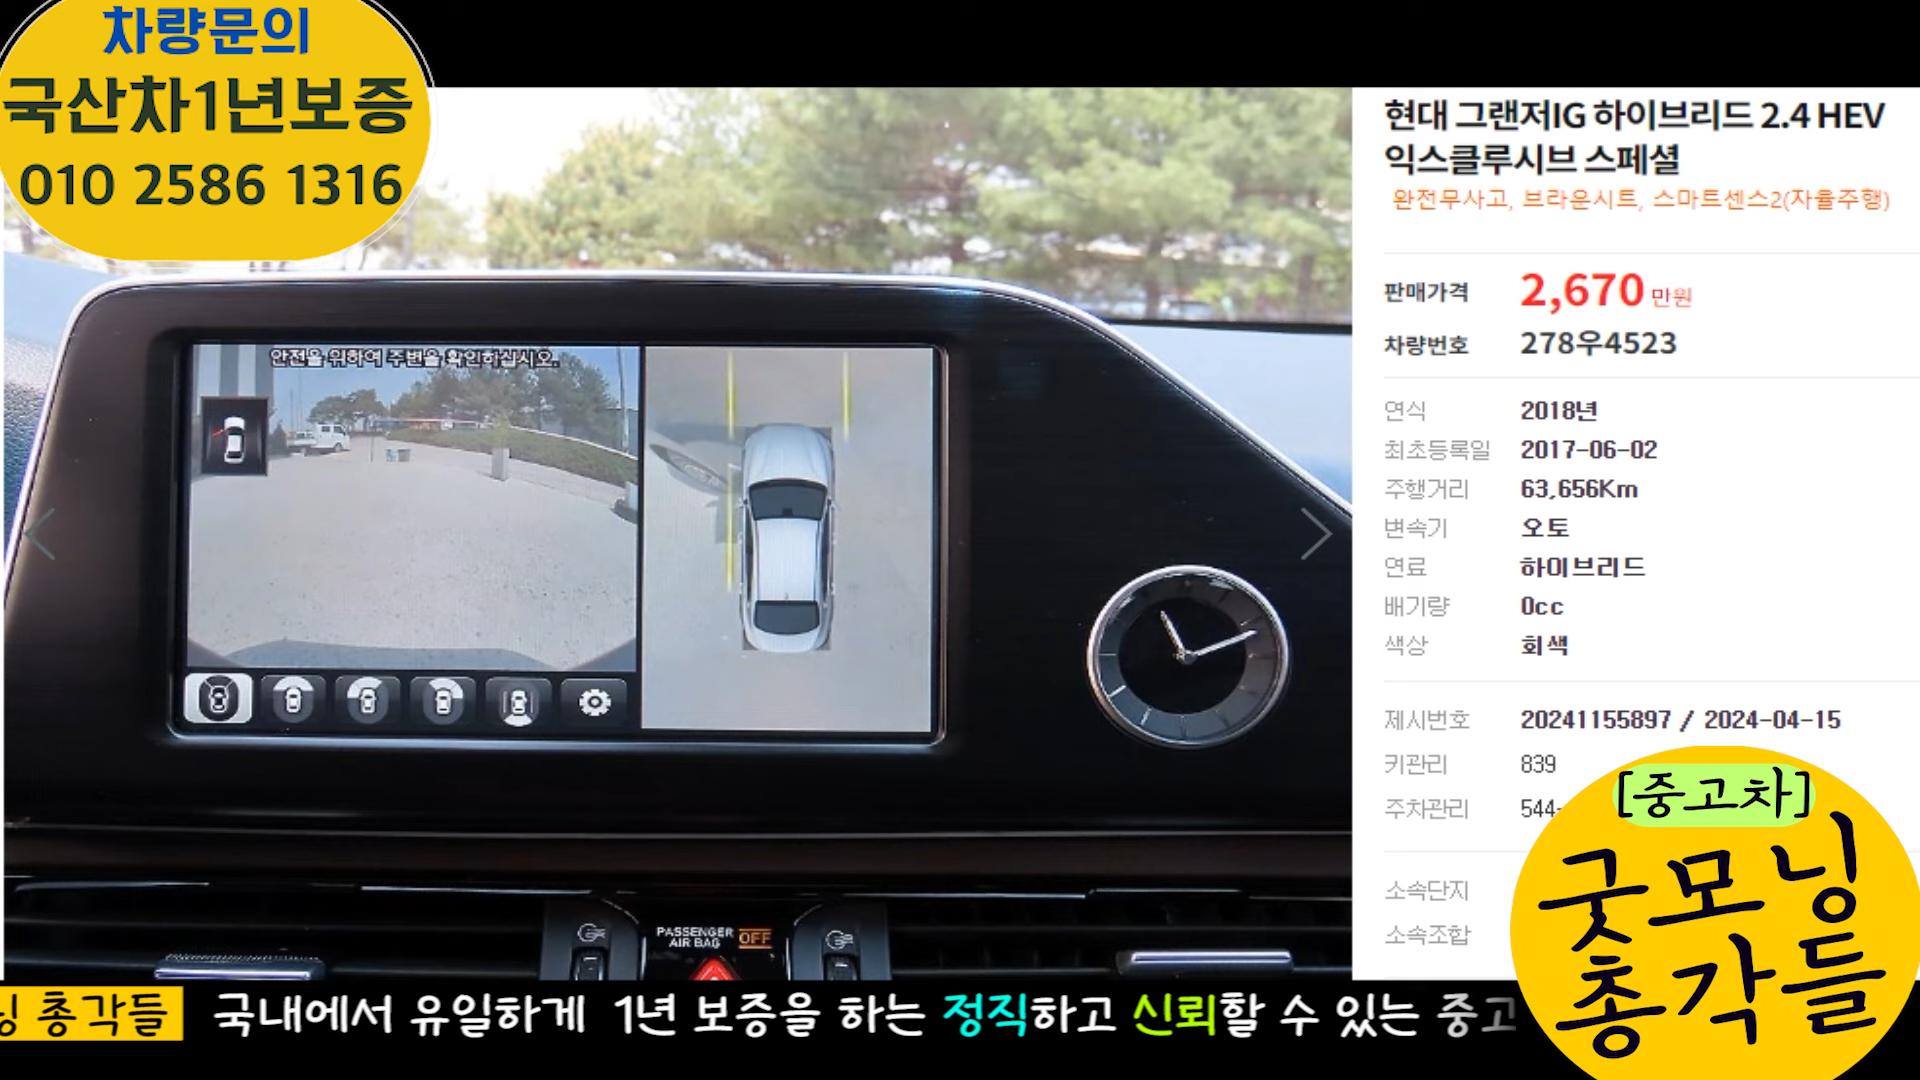 차량문의
국산차1년보증
010 2586 1316
안전을 위하여 주변을 확인하십시오.
PASSENGER
AIR BAG OFF
현대 그랜저IG 하이브리드 2.4 HEV
익스클루시브 스페셜
완전무사고, 브라운시트, 스마트센스2(자율주행)
판매가격 2,670 만원
차량번호 278우4523
연식 2018년
최초등록일 2017-06-02
주행거리 63,656Km
변속기 오토
연료 하이브리드
배기량 0cc
색상 회색
제시번호 20241155897 / 2024-04-15
키관리 839
주차관리 544-
소속단지
소속조합
[중고차]
굿모닝
총각들
닝 총각들 국내에서 유일하게 1년 보증을 하는 정직하고 신뢰할 수 있는 중고